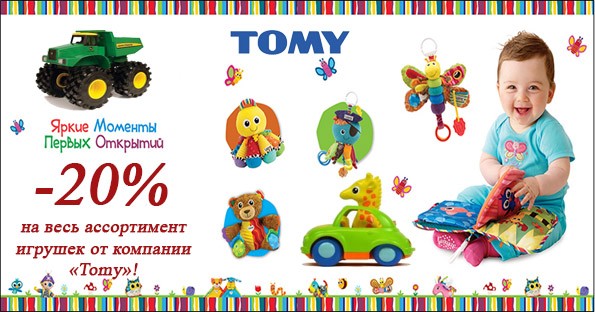 TOMY
Яркие Моменты
Первых Открытий
-20%
на весь ассортимент
игрушек от компании
«Tomy»!